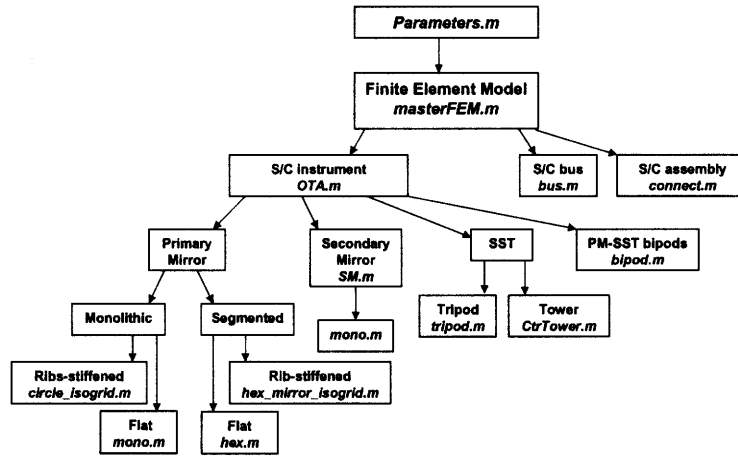 Parameters.m
Finite Element Model
masterFEM.m
S/C instrument
OTA.m
S/C bus
bus.m
S/C assembly
connect.m
Primary
Mirror
Secondary
Mirror
SM.m
SST
PM-SST bipods
bipod.m
Monolithic
Segmented
mono.m
Tripod
tripod.m
Tower
CtrTower.m
Ribs-stiffened
circle_isogrid.m
Rib-stiffened
hex_mirror_isogrid.m
Flat
mono.m
Flat
hex.m